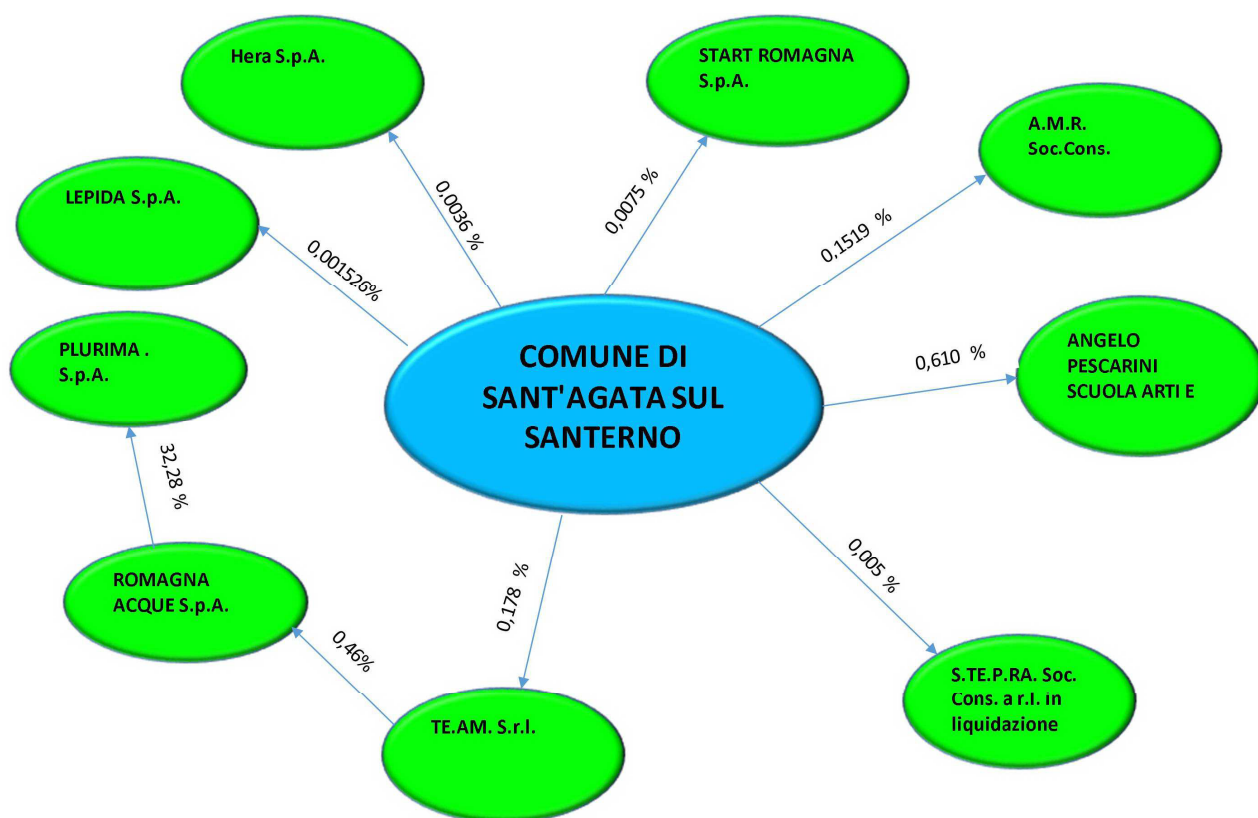 Hera S.p.A.
START ROMAGNA
S.p.A.
A.M.R.
Soc.Cons.
LEPIDA S.p.A.
0,0036 %
0,0075 %
0,1519 %
0,001526%
PLURIMA .
S.p.A.
COMUNE DI
SANT'AGATA SUL
SANTERNO
0,610 %
ANGELO
PESCARINI
SCUOLA ARTI E
32,28 %
ROMAGNA
ACQUE S.p.A.
0,46%
0,178 %
0,005 %
TE.AM. S.r.l.
S.TE.P.RA. Soc.
Cons. a r.l. in
liquidazione